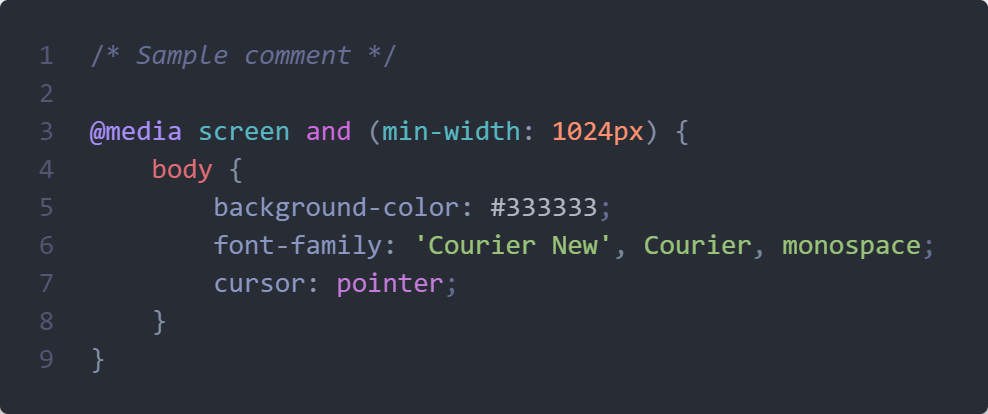 1 /* Sample comment */
2
3 @media screen and (min-width: 1024px) {
4     body {
5         background-color: #333333;
6         font-family: 'Courier New', Courier, monospace;
7         cursor: pointer;
8     }
9 }